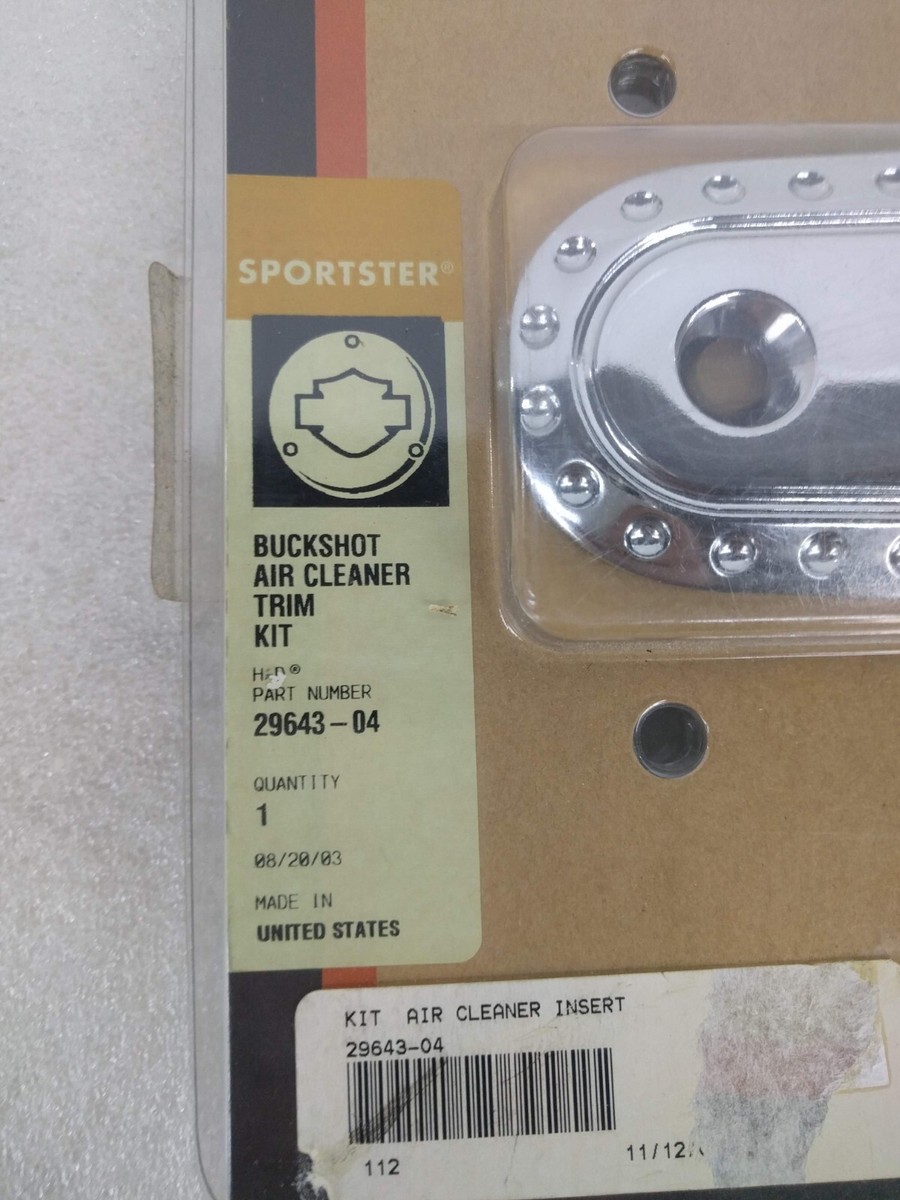 SPORTSTER®
BUCKSHOT
AIR CLEANER
TRIM
KIT
H-D®
PART NUMBER
29643-04
QUANTITY
1
08/20/03
MADE IN
UNITED STATES
KIT AIR CLEANER INSERT
29643-04
112
11/12/